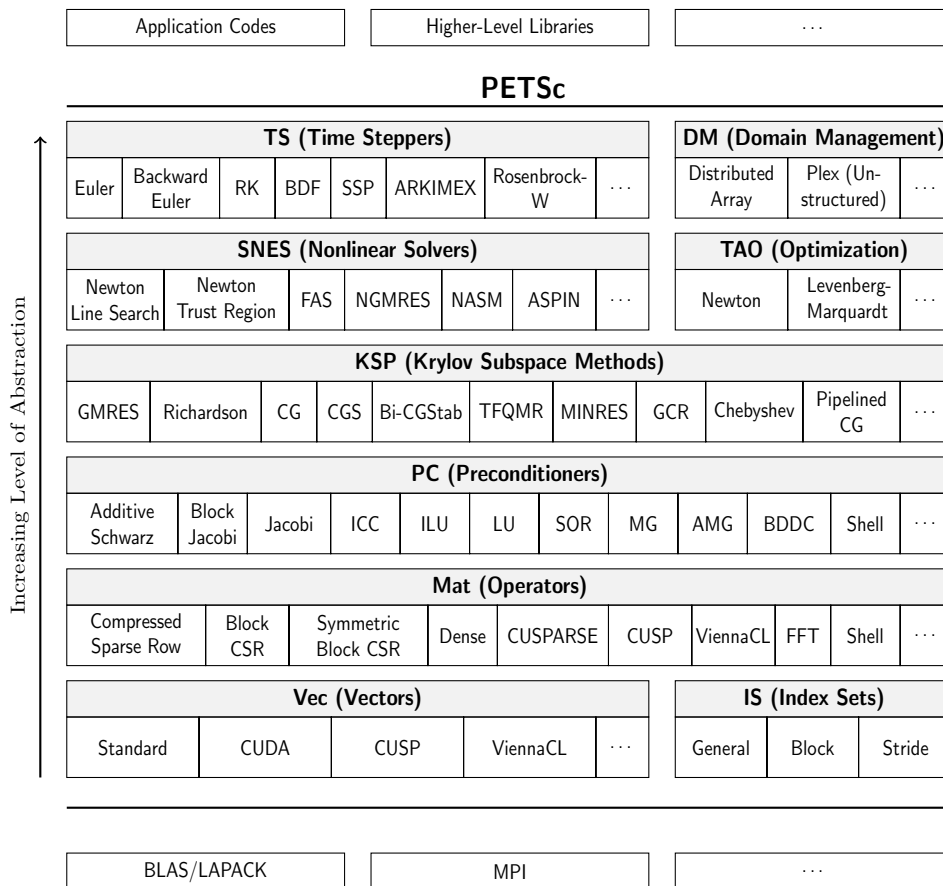 Application Codes
Higher-Level Libraries
...
PETSc
Increasing Level of Abstraction
TS (Time Steppers)
Euler
Backward
Euler
RK
BDF
SSP
ARKIMEX
Rosenbrock-
W
...
DM (Domain Management)
Distributed
Array
Plex (Un-
structured)
...
SNES (Nonlinear Solvers)
Newton
Line Search
Newton
Trust Region
FAS
NGMRES
NASM
ASPIN
...
TAO (Optimization)
Newton
Levenberg-
Marquardt
...
KSP (Krylov Subspace Methods)
GMRES
Richardson
CG
CGS
Bi-CGStab
TFQMR
MINRES
GCR
Chebyshev
Pipelined
CG
...
PC (Preconditioners)
Additive
Schwarz
Block
Jacobi
Jacobi
ICC
ILU
LU
SOR
MG
AMG
BDDC
Shell
...
Mat (Operators)
Compressed
Sparse Row
Block
CSR
Symmetric
Block CSR
Dense
CUSPARSE
CUSP
ViennaCL
FFT
Shell
...
Vec (Vectors)
Standard
CUDA
CUSP
ViennaCL
...
IS (Index Sets)
General
Block
Stride
BLAS/LAPACK
MPI
...